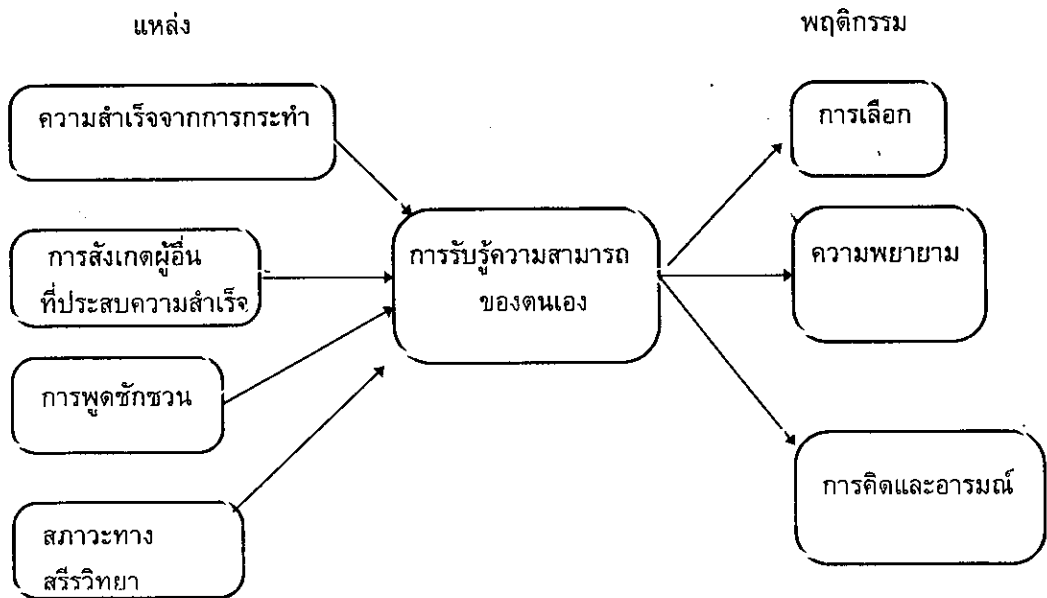 แหล่ง
พฤติกรรม
ความสำเร็จจากการกระทำ
การสังเกตผู้อื่น
ที่ประสบความสำเร็จ
การพูดชักชวน
สภาวะทาง
สรีรวิทยา
การรับรู้ความสามารถ
ของตนเอง
การเลือก
ความพยายาม
การคิดและอารมณ์